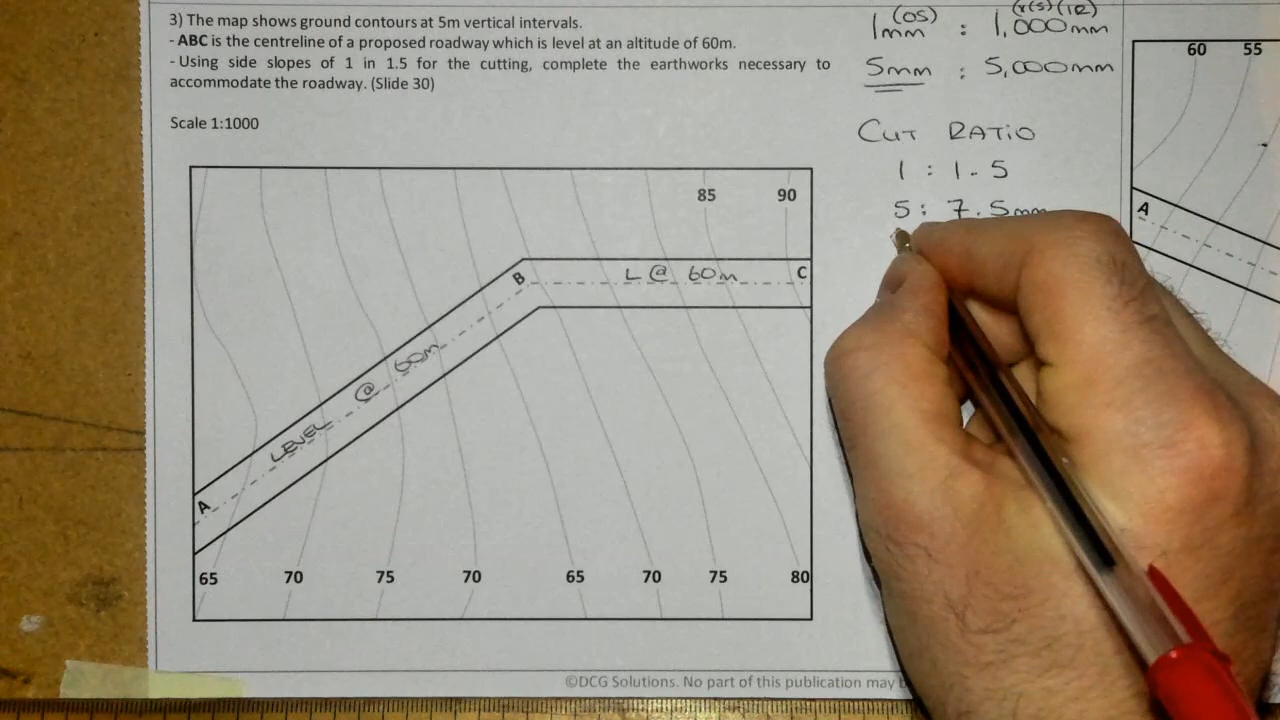 3) The map shows ground contours at 5m vertical intervals.
- ABC is the centreline of a proposed roadway which is level at an altitude of 60m.
- Using side slopes of 1 in 1.5 for the cutting, complete the earthworks necessary to
accommodate the roadway. (Slide 30)
Scale 1:1000
85 90
B L @ 60m C
LEVEL @ 60m
A
65 70 75 70 65 70 75 80
©DCG Solutions. No part of this publication may
(OS)
1mm : 1,000mm
5mm : 5,000mm
CUT RATIO
1 : 1.5
5 : 7.5mm
60 55
A